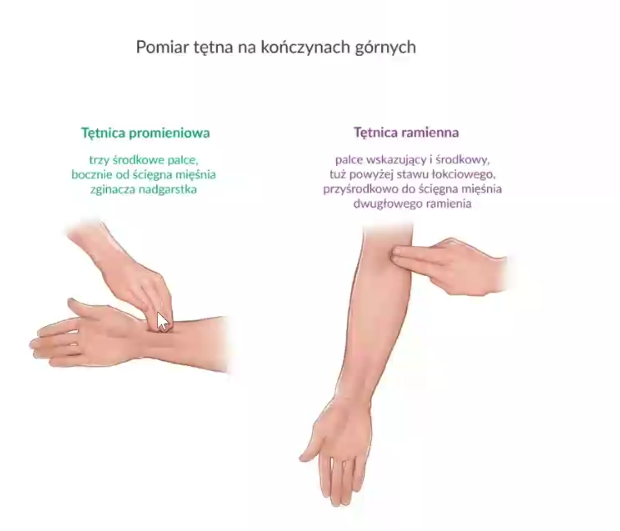 Pomiar tętna na kończynach górnych
Tętnica promieniowa
trzy środkowe palce,
bocznie od ścięgna mięśnia
zginacza nadgarstka
Tętnica ramienna
palce wskazujący i środkowy,
tuż powyżej stawu łokciowego,
przyśrodkowo do ścięgna mięśnia
dwugłowego ramienia